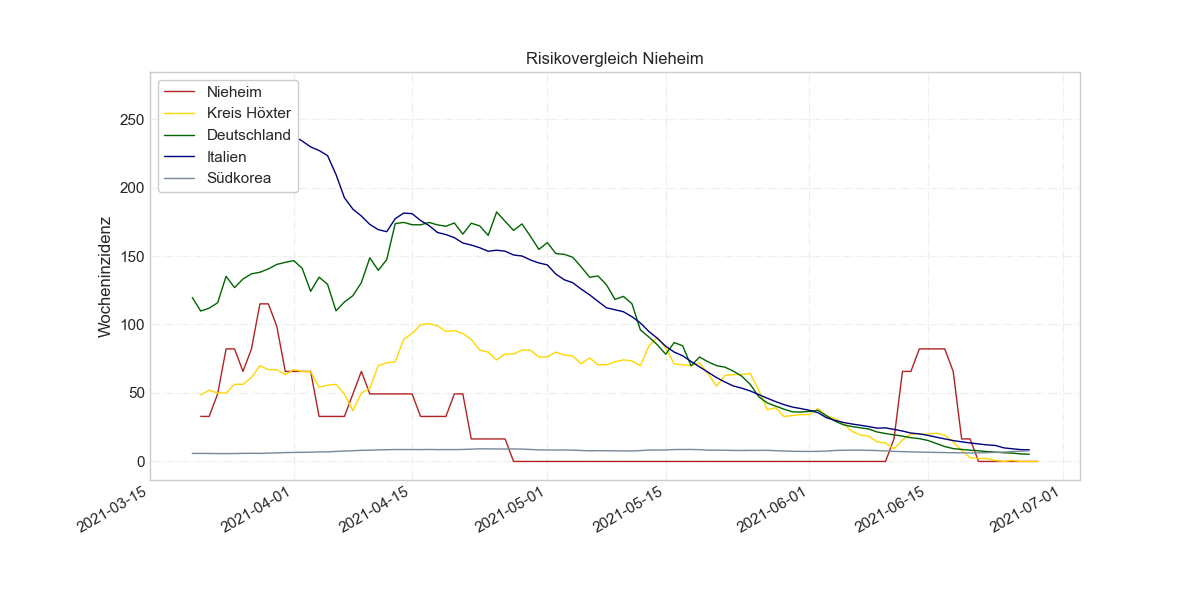 Risikovergleich Nieheim
Nieheim
Kreis Höxter
Deutschland
Italien
Südkorea
Wocheninzidenz
250
200
150
100
50
0
2021-03-15
2021-04-01
2021-04-15
2021-05-01
2021-05-15
2021-06-01
2021-06-15
2021-07-01